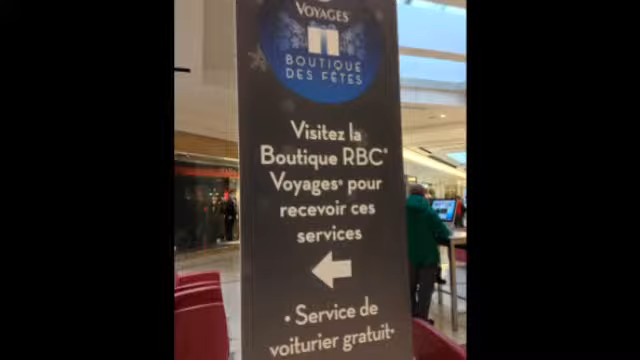 VOYAGES
BOUTIQUE
DES FÊTES
Visitez la
Boutique RBC*
Voyages* pour
recevoir ces
services
• Service de
voiturier gratuit*